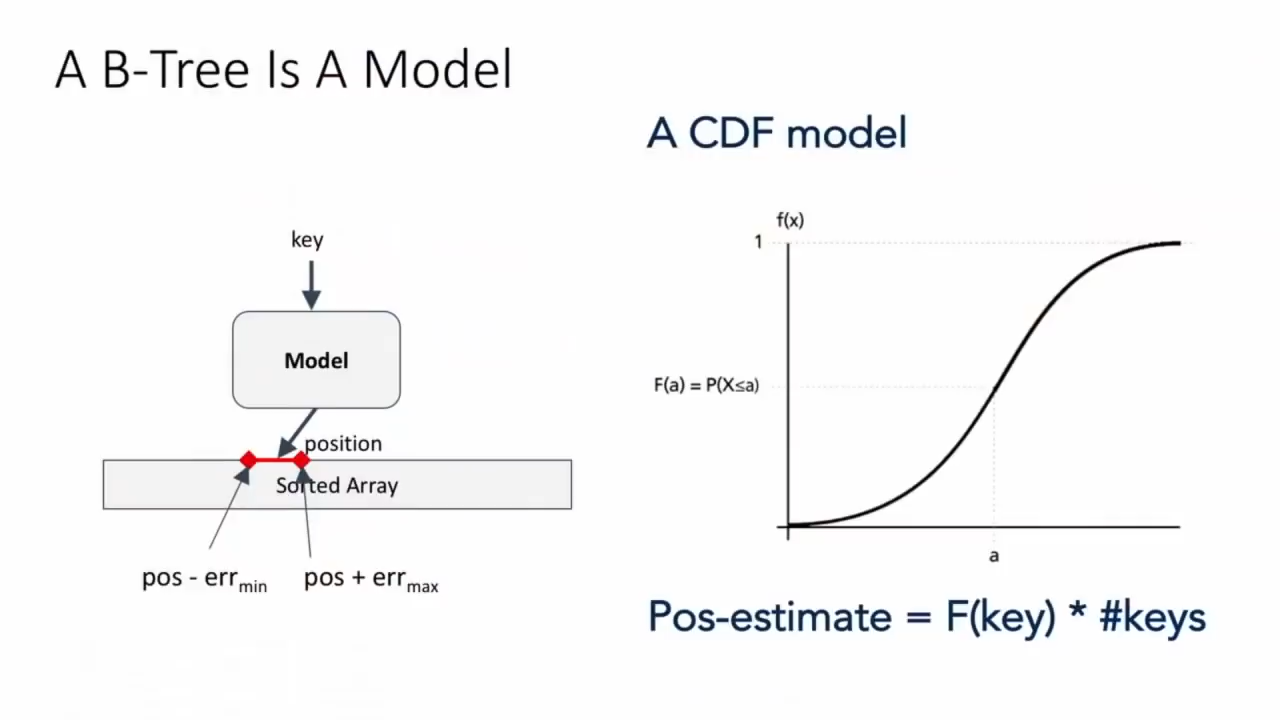 A B-Tree Is A Model
A CDF model
key
Model
position
Sorted Array
pos - errmin
pos + errmax
f(x)
1
F(a) = P(X≤a)
a
Pos-estimate = F(key) * #keys